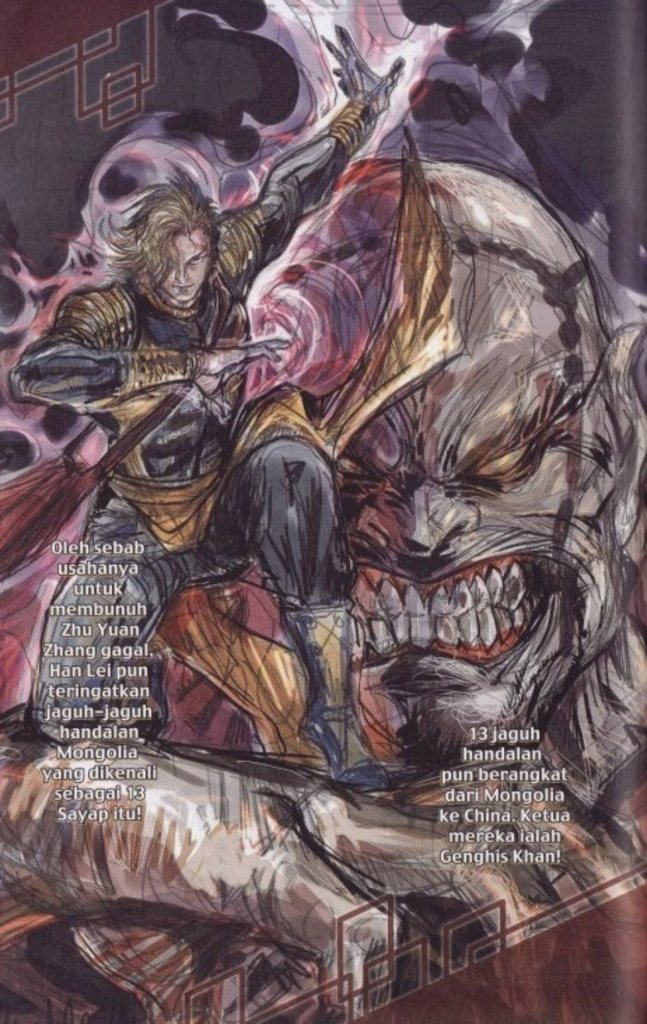 Oleh sebab
usahanya
untuk
membunuh
Zhu Yuan
Zhang gagal,
Han Lei pun
teringatkan
jaguh-jaguh
handalan
Mongolia
yang dikenali
sebagai 13
Sayap itu!
13 jaguh
handalan
pun berangkat
dari Mongolia
ke China. Ketua
mereka ialah
Genghis Khan!